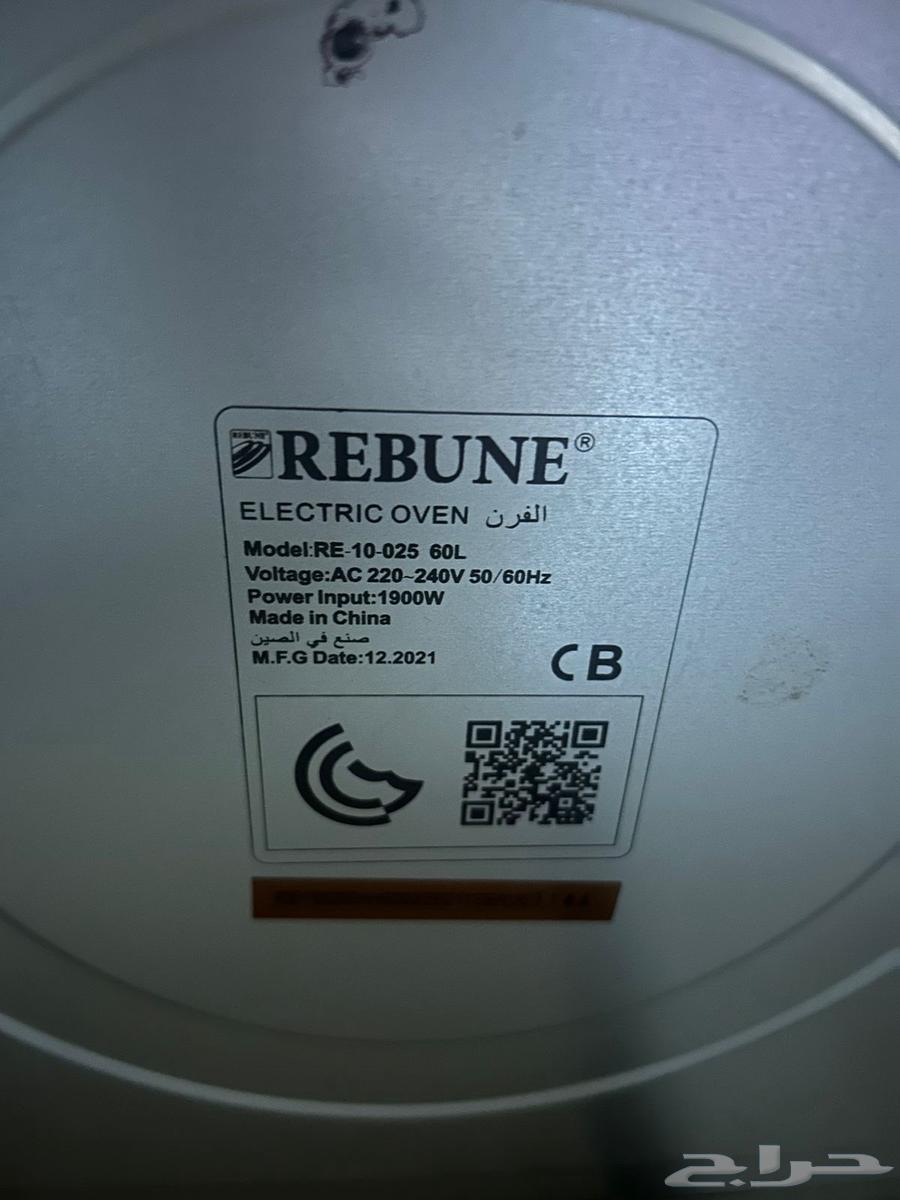 REBUNE
REBUNE®
ELECTRIC OVEN الفرن
Model:RE-10-025 60L
Voltage:AC 220~240V 50/60Hz
Power Input:1900W
Made in China
صنع في الصين
M.F.G Date:12.2021
CB
حراج